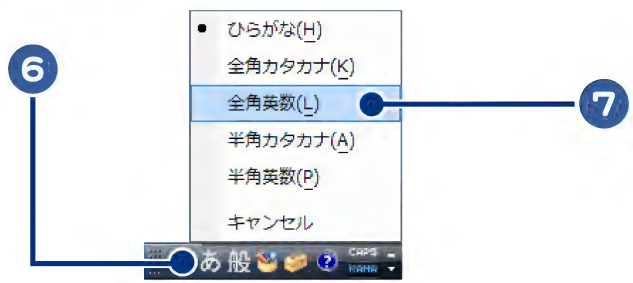 ひらがな(H)
6
全角カタカナ(K)
全角英数(L)
7
半角カタカナ(A)
半角英数(P)
キャンセル
あ 般 ? CAPS
KANA